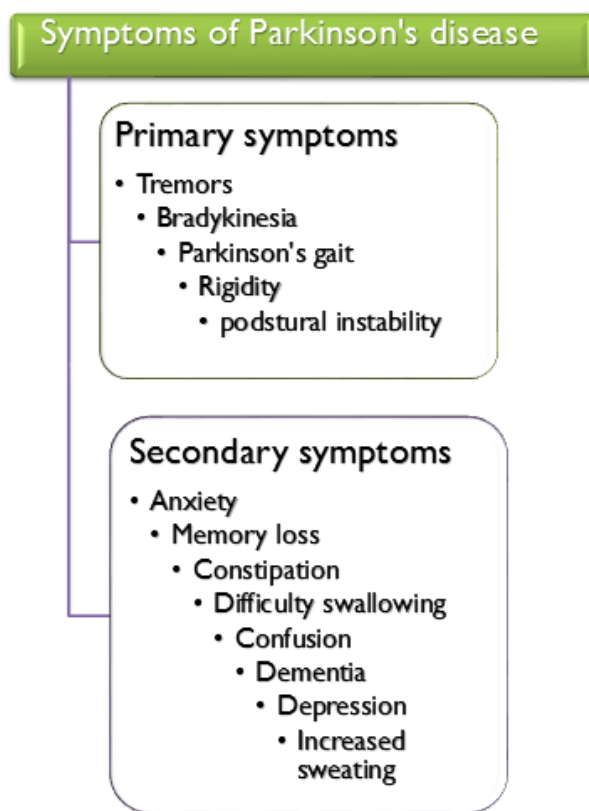 Symptoms of Parkinson's disease
Primary symptoms
• Tremors
• Bradykinesia
• Parkinson's gait
• Rigidity
• podstural instability
Secondary symptoms
• Anxiety
• Memory loss
• Constipation
• Difficulty swallowing
• Confusion
• Dementia
• Depression
• Increased
sweating